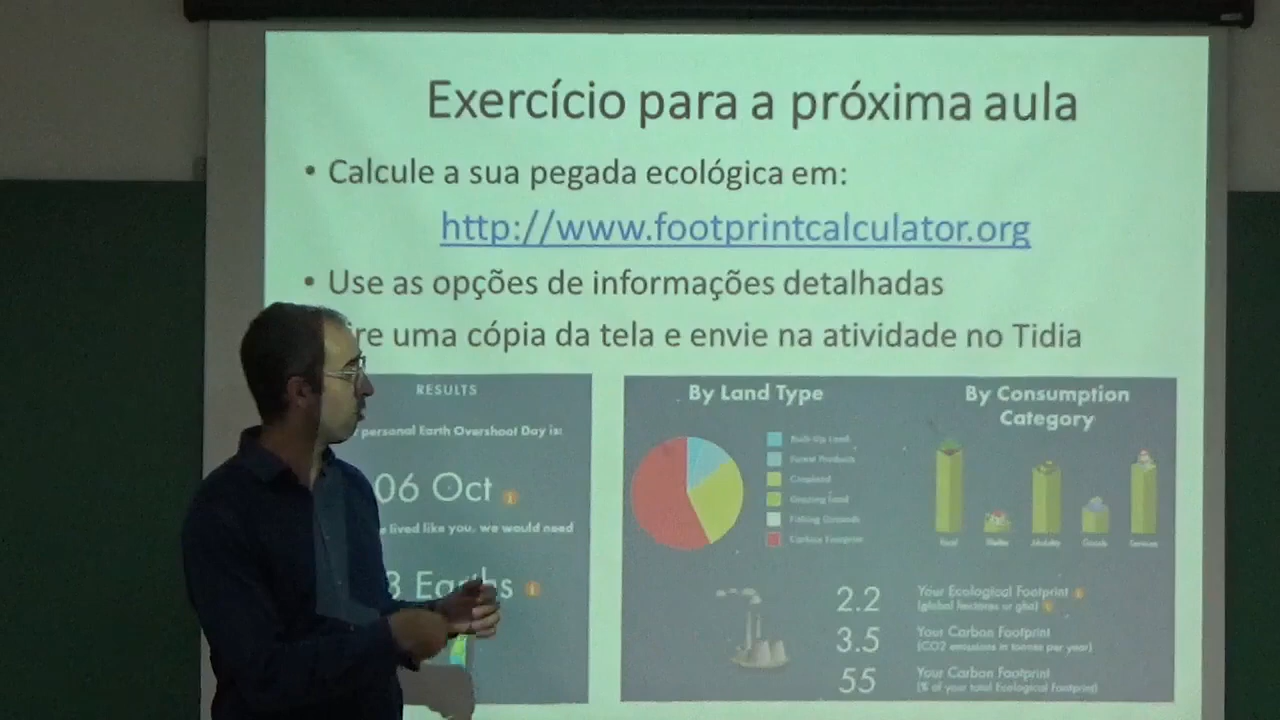 Exercício para a próxima aula
• Calcule a sua pegada ecológica em:
http://www.footprintcalculator.org
• Use as opções de informações detalhadas
uma cópia da tela e envie na atividade no Tidia
RESULTS
personal Earth Overshoot Day is:
06 Oct
lived like you, we would need
Earths
By Land Type
Built-Up Land
Forest Products
Cropland
Grazing Land
Fishing Grounds
Carbon Footprint
By Consumption
Category
Food Shelter Mobility Goods Services
2.2 Your Ecological Footprint
(global hectares or gha)
3.5 Your Carbon Footprint
(CO2 emissions in tonnes per year)
55 Your Carbon Footprint
(% of your total Ecological Footprint)